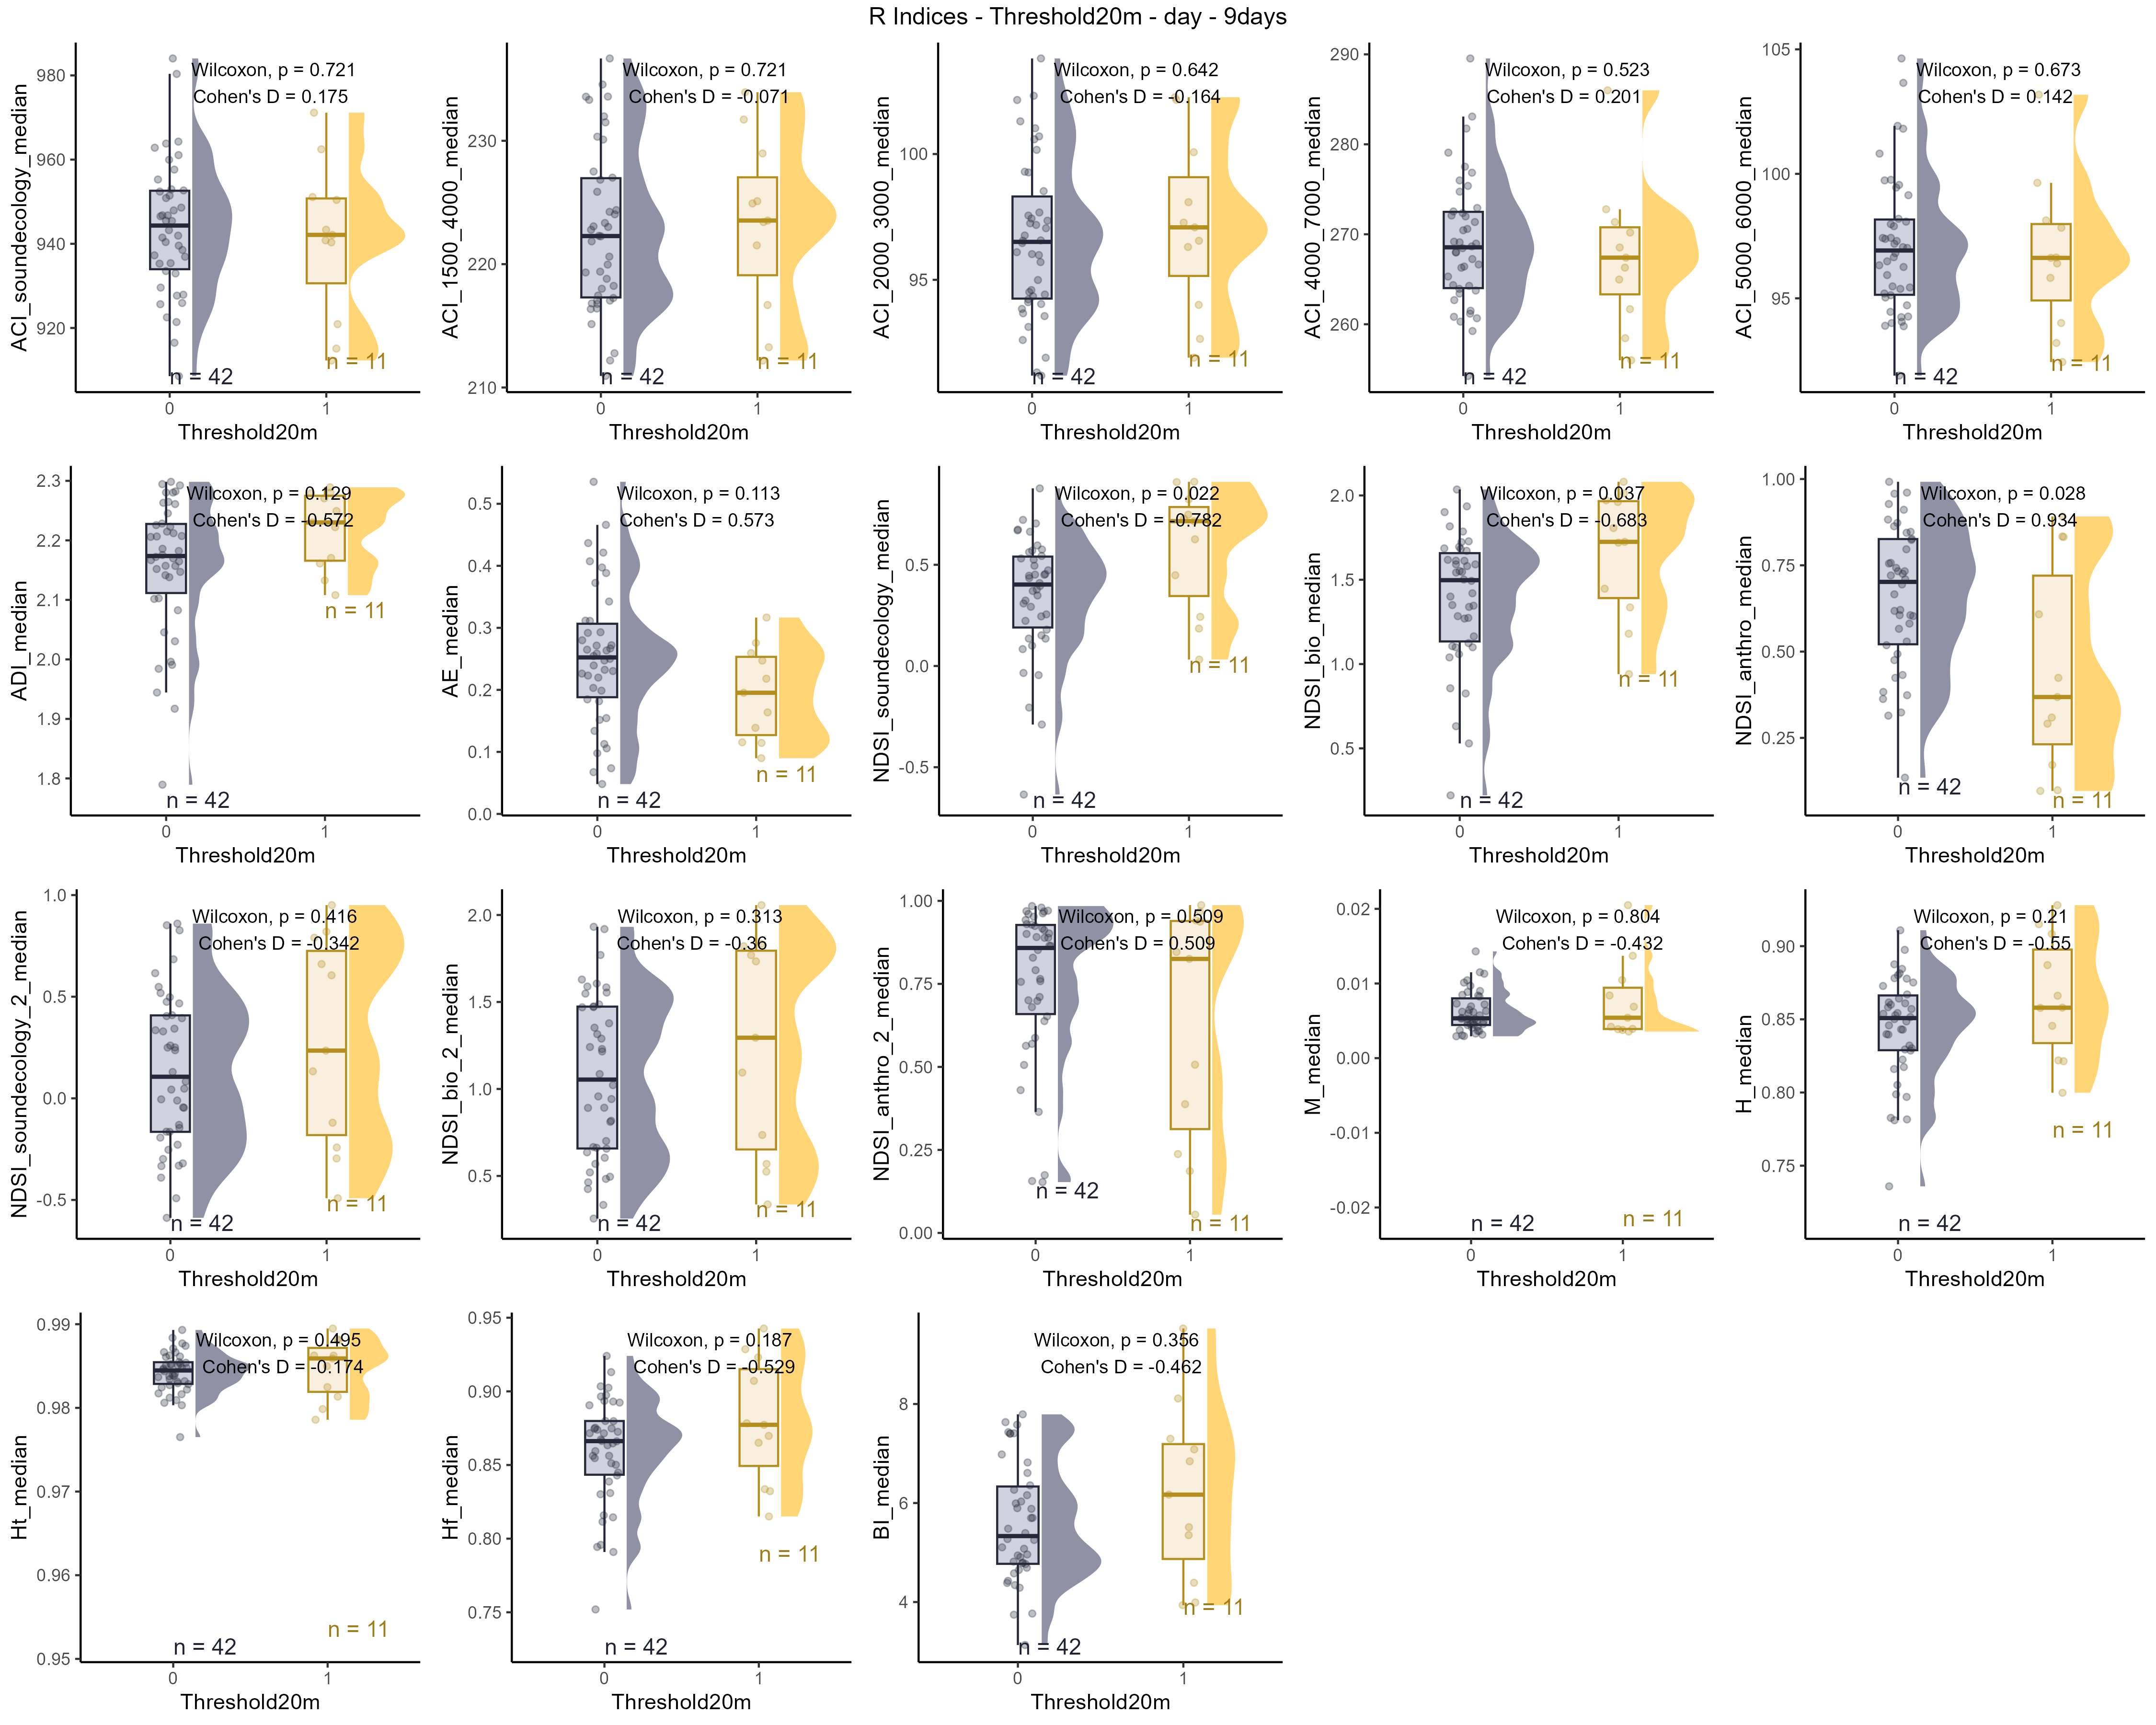 R Indices - Threshold20m - day - 9days
ACI_soundecology_median
980
960
940
920
Wilcoxon, p = 0.721
Cohen's D = 0.175
n = 42
n = 11
0
1
Threshold20m
ACI_1500_4000_median
230
220
210
Wilcoxon, p = 0.721
Cohen's D = -0.071
n = 42
n = 11
0
1
Threshold20m
ACI_2000_3000_median
100
95
Wilcoxon, p = 0.642
Cohen's D = -0.164
n = 42
n = 11
0
1
Threshold20m
ACI_4000_7000_median
290
280
270
260
Wilcoxon, p = 0.523
Cohen's D = 0.201
n = 42
n = 11
0
1
Threshold20m
ACI_5000_6000_median
105
100
95
Wilcoxon, p = 0.673
Cohen's D = 0.142
n = 42
n = 11
0
1
Threshold20m
ADI_median
2.3
2.2
2.1
2.0
1.9
1.8
Wilcoxon, p = 0.129
Cohen's D = -0.572
n = 42
n = 11
0
1
Threshold20m
AE_median
0.5
0.4
0.3
0.2
0.1
0.0
Wilcoxon, p = 0.113
Cohen's D = 0.573
n = 42
n = 11
0
1
Threshold20m
NDSI_soundecology_median
0.5
0.0
-0.5
Wilcoxon, p = 0.022
Cohen's D = -0.782
n = 42
n = 11
0
1
Threshold20m
NDSI_bio_median
2.0
1.5
1.0
0.5
Wilcoxon, p = 0.037
Cohen's D = -0.683
n = 42
n = 11
0
1
Threshold20m
NDSI_anthro_median
1.00
0.75
0.50
0.25
Wilcoxon, p = 0.028
Cohen's D = 0.934
n = 42
n = 11
0
1
Threshold20m
NDSI_soundecology_2_median
1.0
0.5
0.0
-0.5
Wilcoxon, p = 0.416
Cohen's D = -0.342
n = 42
n = 11
0
1
Threshold20m
NDSI_bio_2_median
2.0
1.5
1.0
0.5
Wilcoxon, p = 0.313
Cohen's D = -0.36
n = 42
n = 11
0
1
Threshold20m
NDSI_anthro_2_median
1.00
0.75
0.50
0.25
0.00
Wilcoxon, p = 0.509
Cohen's D = 0.509
n = 42
n = 11
0
1
Threshold20m
M_median
0.02
0.01
0.00
-0.01
-0.02
Wilcoxon, p = 0.804
Cohen's D = -0.432
n = 42
n = 11
0
1
Threshold20m
H_median
0.90
0.85
0.80
0.75
Wilcoxon, p = 0.21
Cohen's D = -0.55
n = 42
n = 11
0
1
Threshold20m
Ht_median
0.99
0.98
0.97
0.96
0.95
Wilcoxon, p = 0.495
Cohen's D = -0.174
n = 42
n = 11
0
1
Threshold20m
Hf_median
0.95
0.90
0.85
0.80
0.75
Wilcoxon, p = 0.187
Cohen's D = -0.529
n = 42
n = 11
0
1
Threshold20m
BI_median
8
6
4
Wilcoxon, p = 0.356
Cohen's D = -0.462
n = 42
n = 11
0
1
Threshold20m